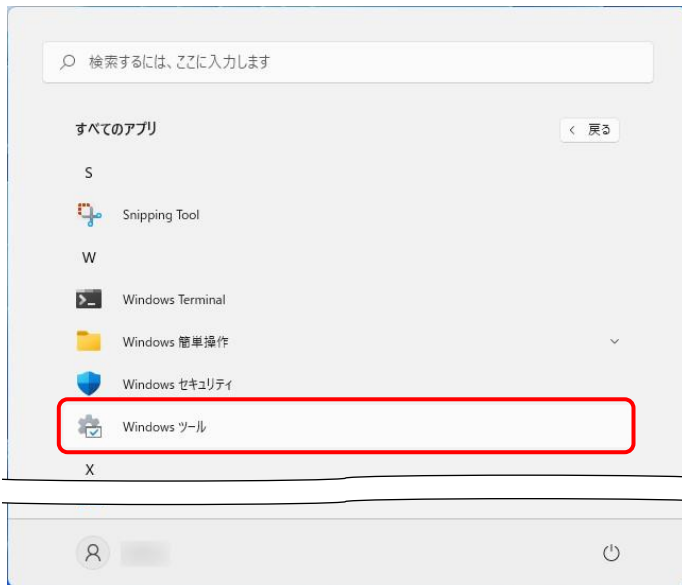 検索するには、ここに入力します
すべてのアプリ
戻る
S
Snipping Tool
W
Windows Terminal
Windows 簡単操作
Windows セキュリティ
Windows ツール
X